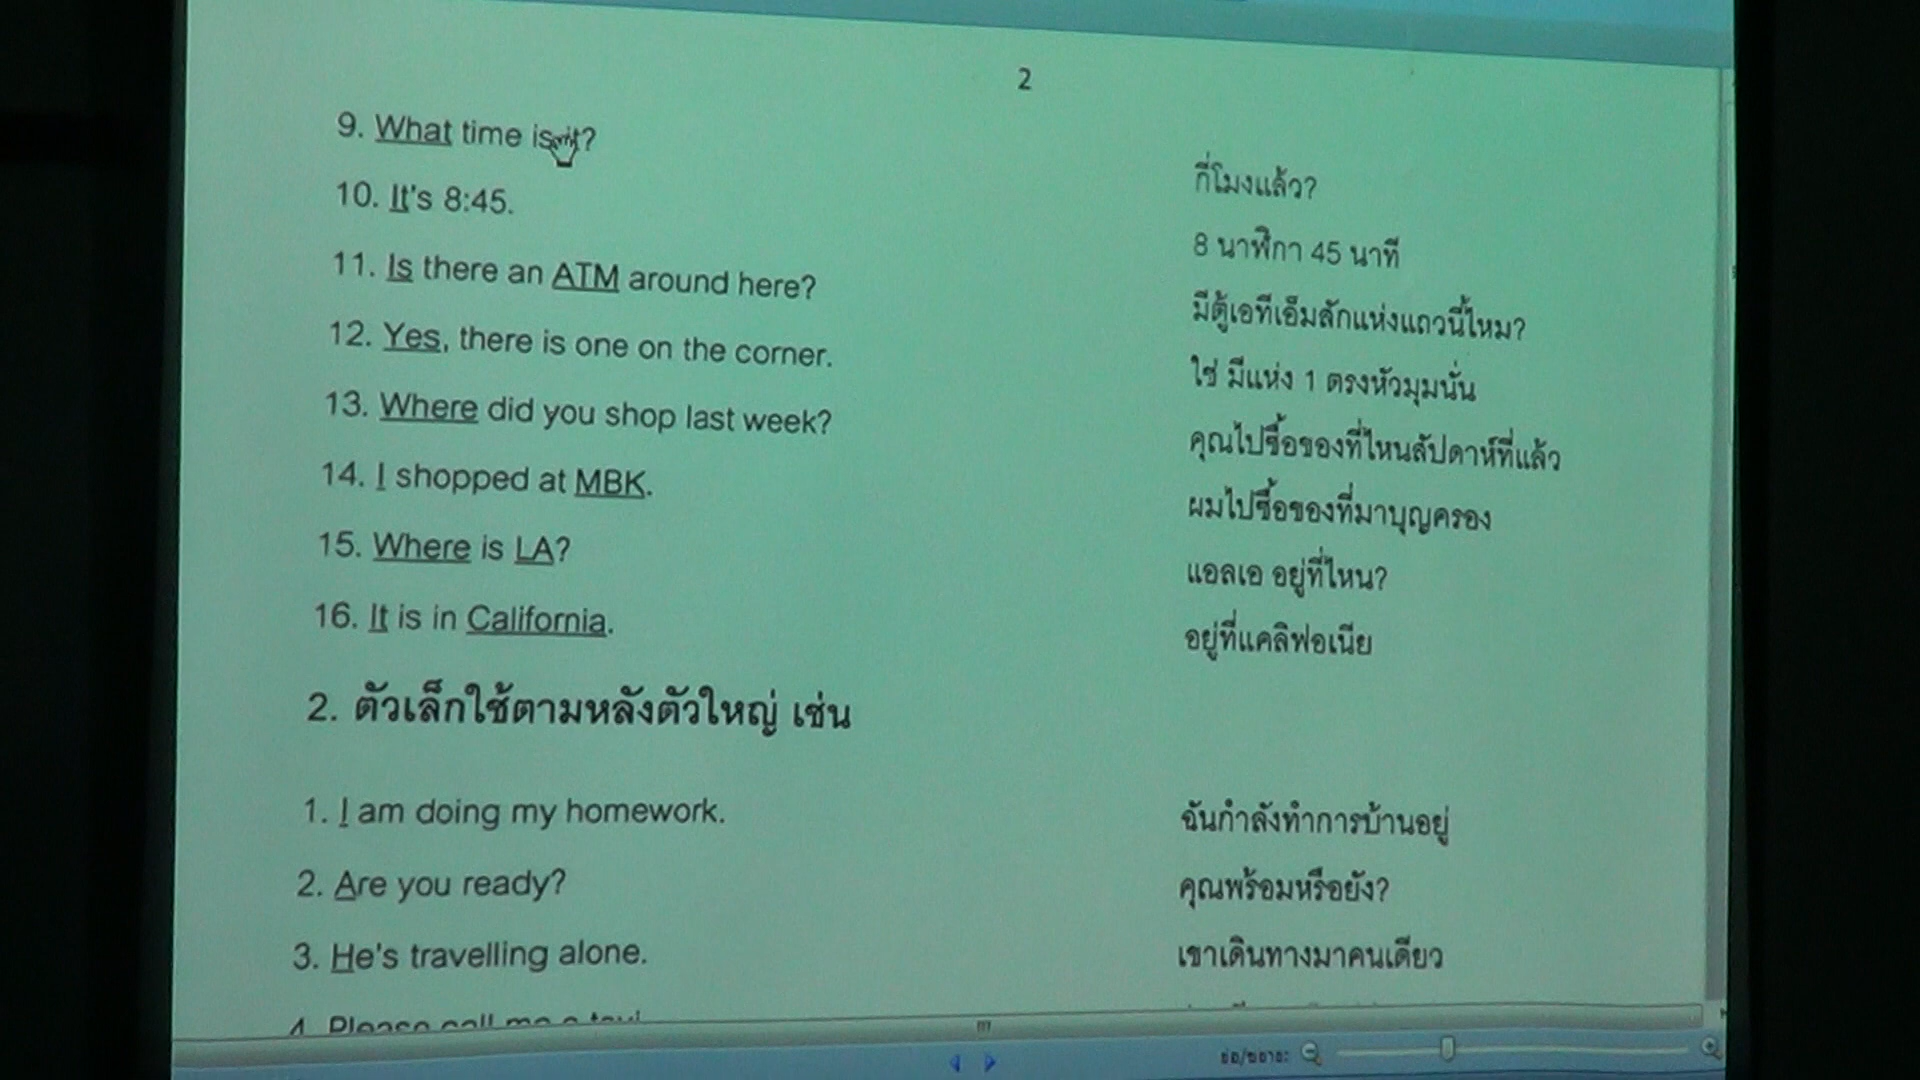 2
9. What time is it?
กี่โมงแล้ว?
10. It's 8:45.
8 นาฬิกา 45 นาที
11. Is there an ATM around here?
มีตู้เอทีเอ็มสักแห่งแถวนี้ไหม?
12. Yes, there is one on the corner.
ใช่ มีแห่ง 1 ตรงหัวมุมนั่น
13. Where did you shop last week?
คุณไปซื้อของที่ไหนสัปดาห์ที่แล้ว
14. I shopped at MBK.
ผมไปซื้อของที่มาบุญครอง
15. Where is LA?
แอลเอ อยู่ที่ไหน?
16. It is in California.
อยู่ที่แคลิฟอเนีย
2. ตัวเล็กใช้ตามหลังตัวใหญ่ เช่น
1. I am doing my homework.
ฉันกำลังทำการบ้านอยู่
2. Are you ready?
คุณพร้อมหรือยัง?
3. He's travelling alone.
เขาเดินทางมาคนเดียว
4. Please call me a taxi
ย่อ/ขยาย: